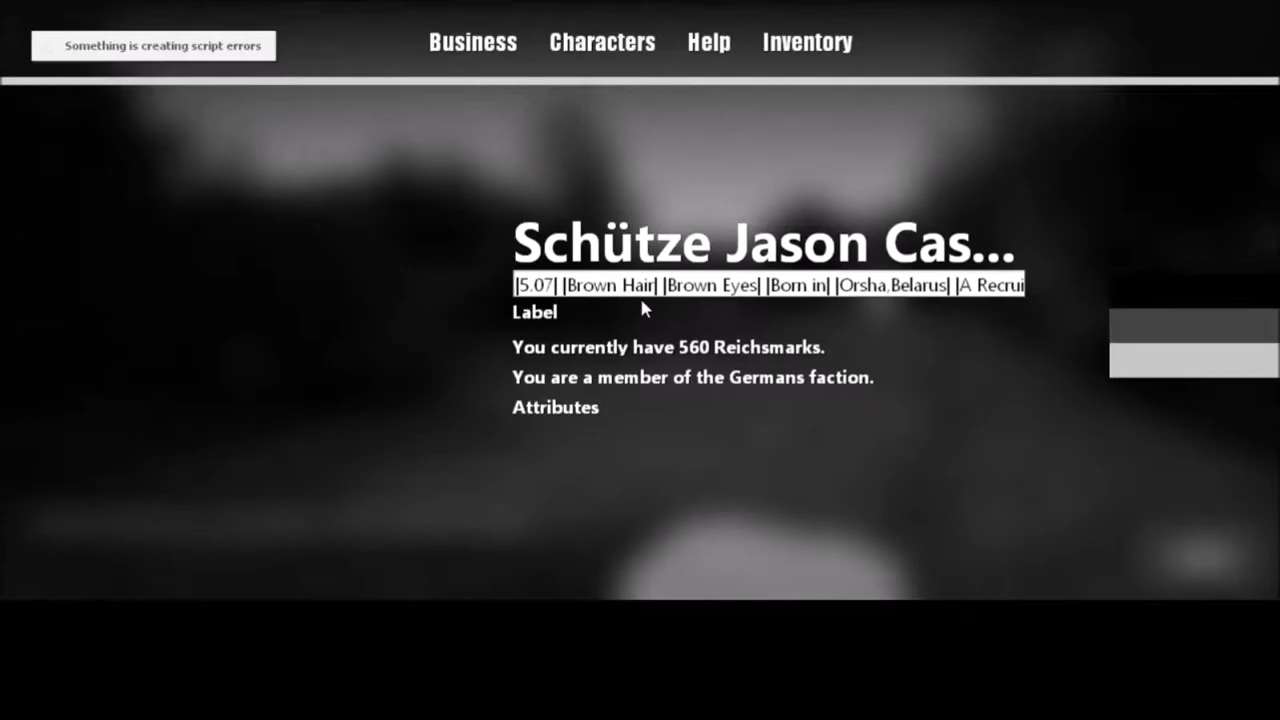 Something is creating script errors
Business Characters Help Inventory
Schütze Jason Cas...
|5.07| |Brown Hair| |Brown Eyes| |Born in| |Orsha,Belarus| |A Recrui
Label
You currently have 560 Reichsmarks.
You are a member of the Germans faction.
Attributes